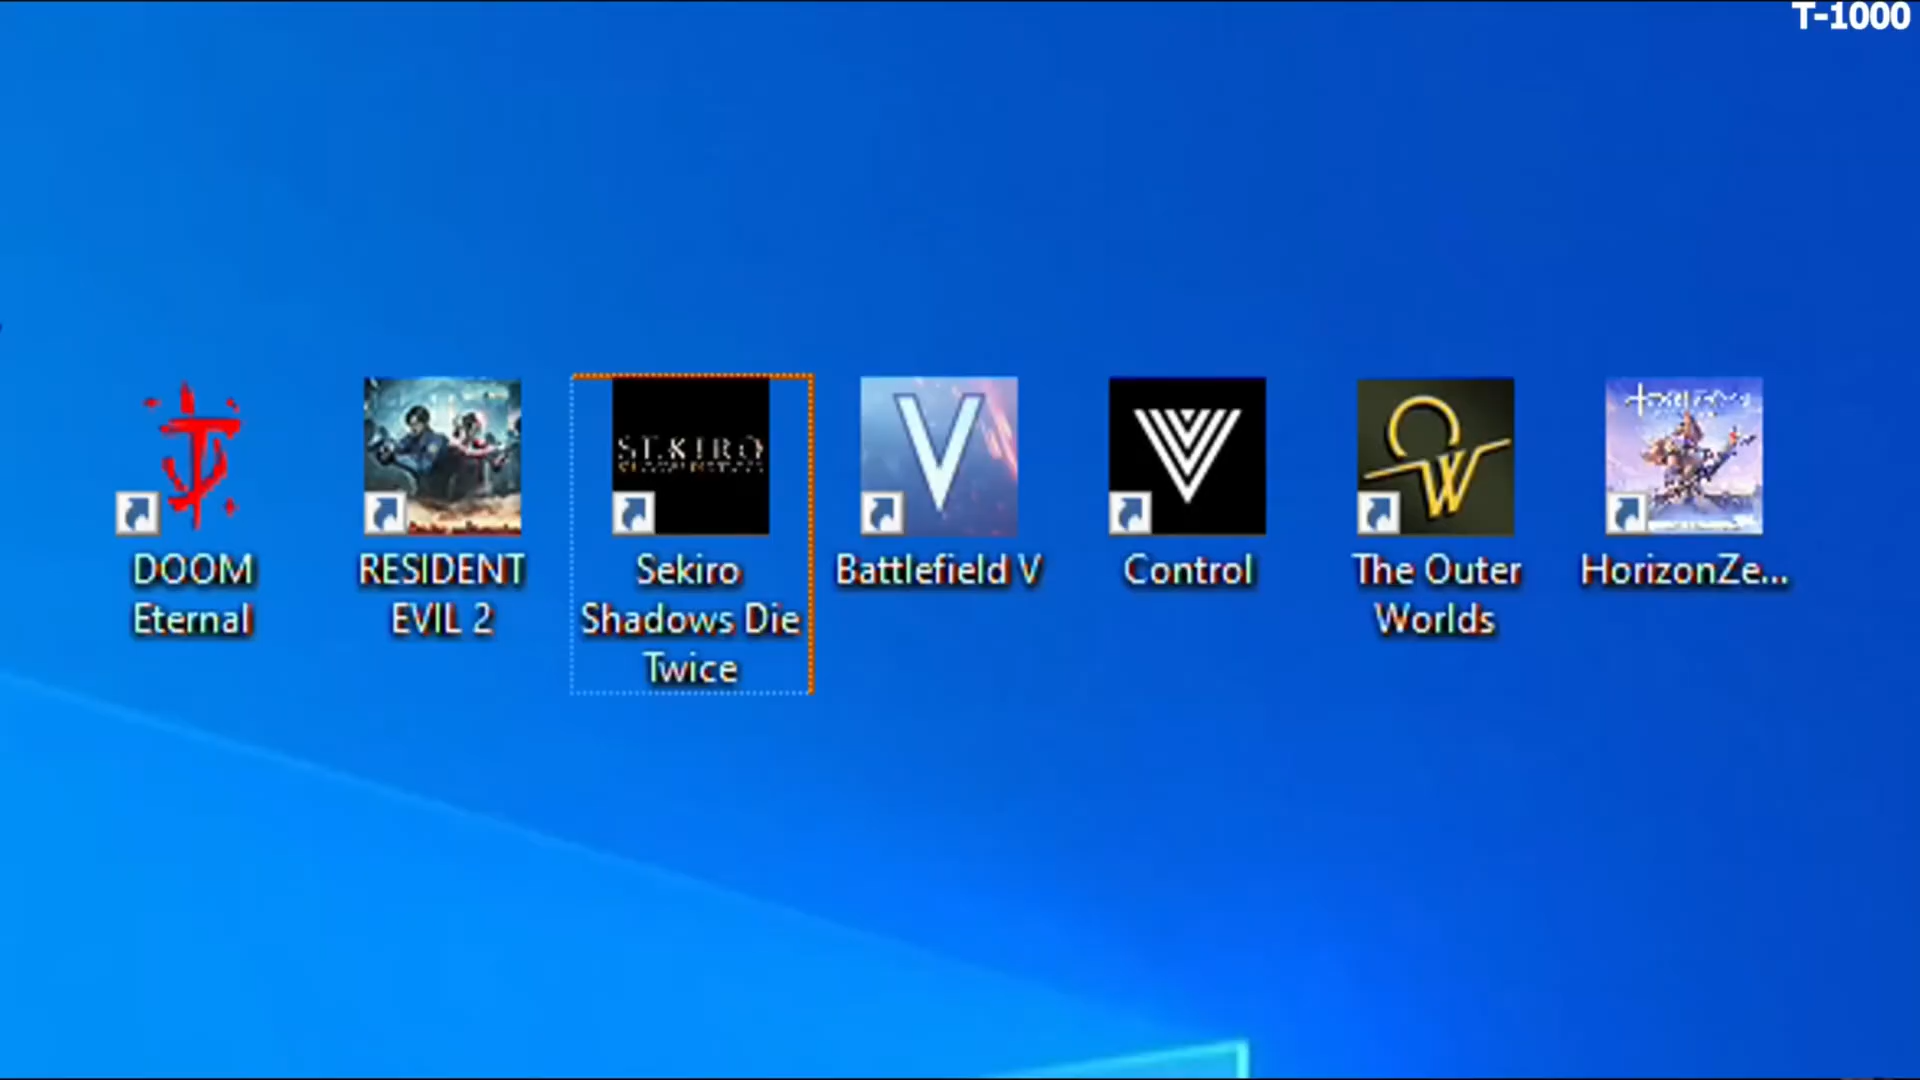 T-1000
SEKIRO
DOOM
Eternal
RESIDENT
EVIL 2
Sekiro
Shadows Die
Twice
Battlefield V
Control
The Outer
Worlds
HorizonZe...